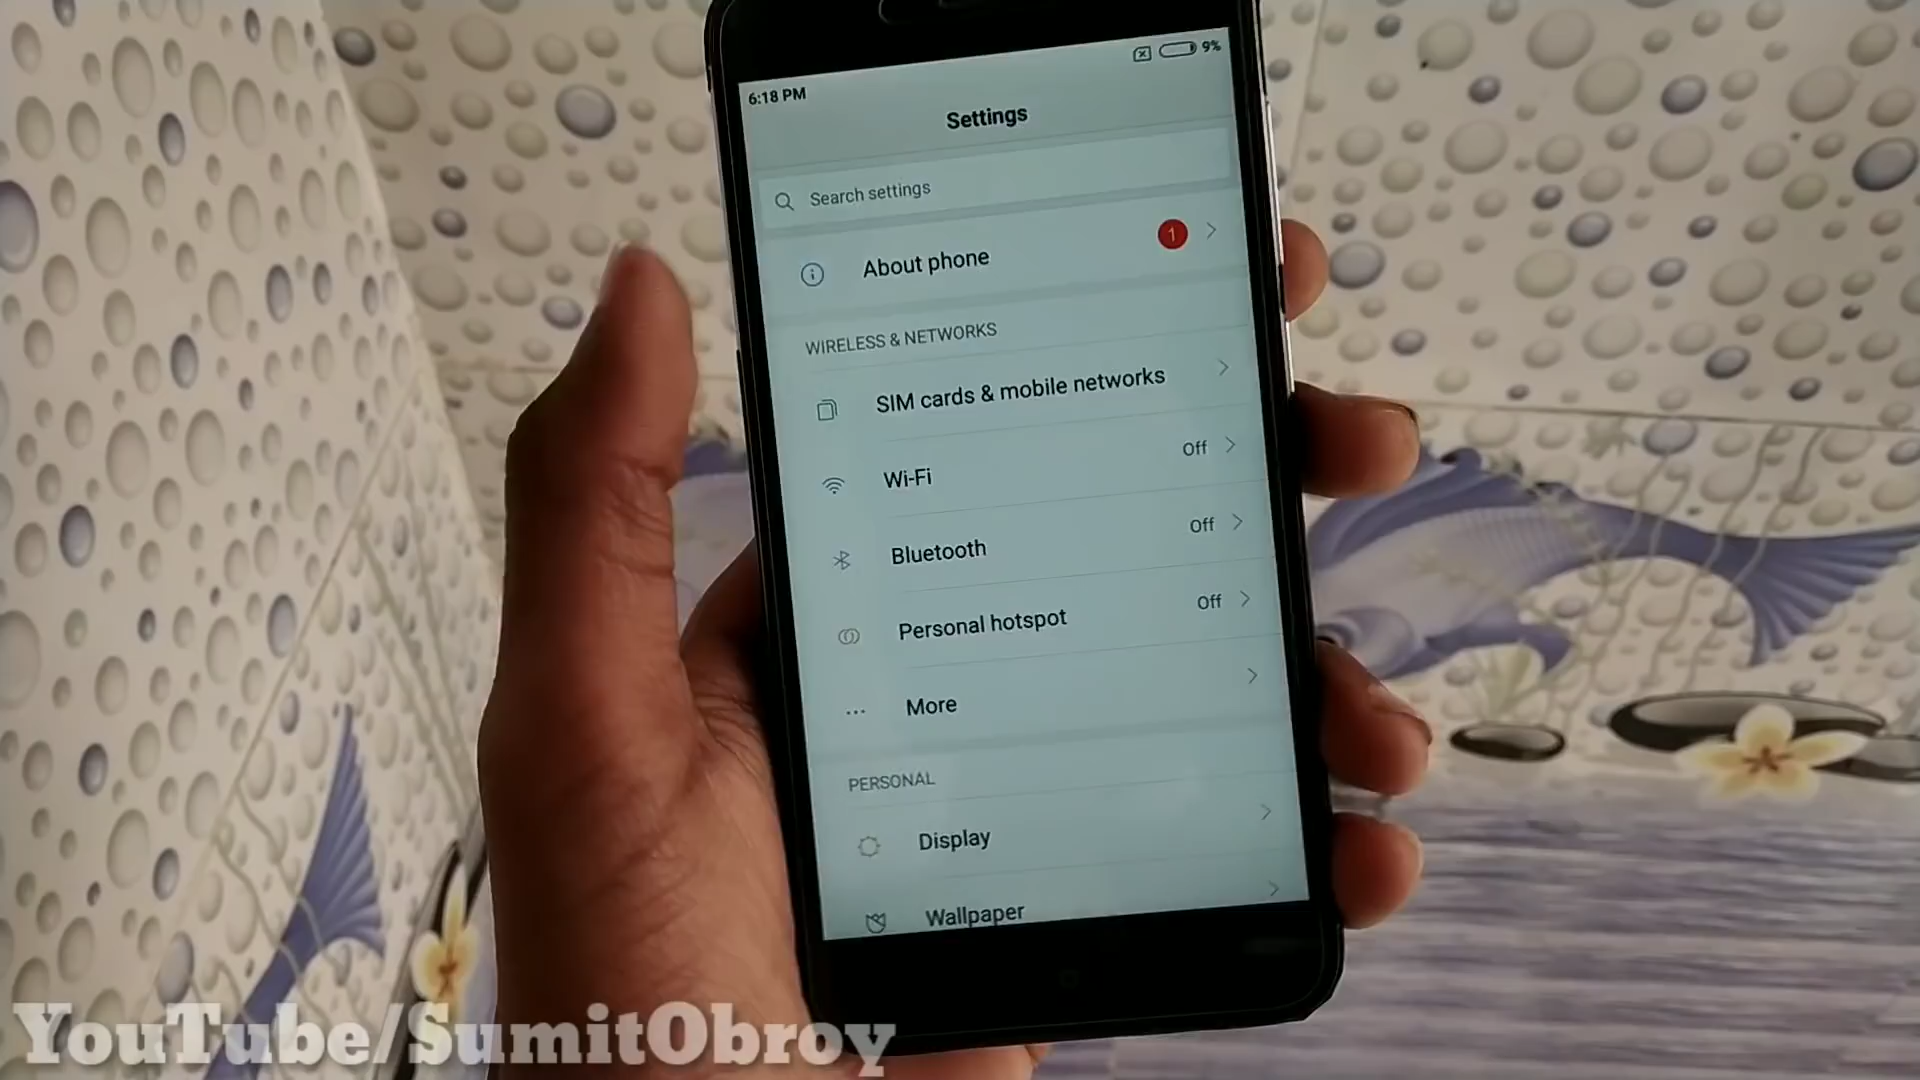 6:18 PM
9%
Settings
Search settings
About phone
1
WIRELESS & NETWORKS
SIM cards & mobile networks
Wi-Fi
Off
Bluetooth
Off
Personal hotspot
Off
More
PERSONAL
Display
Wallpaper
YouTube/SumitObroy